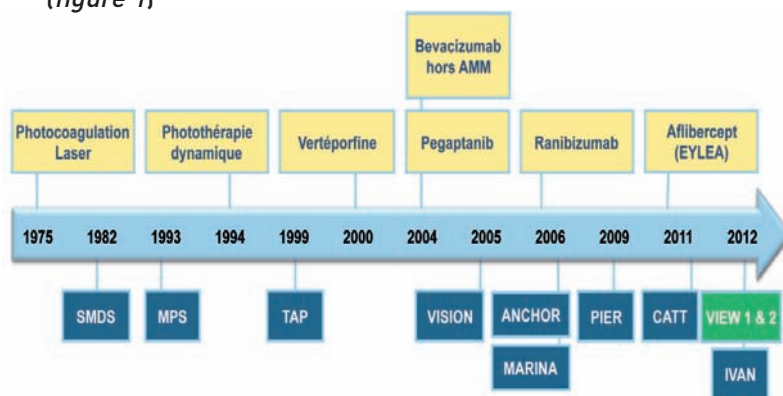 (figure 1)
Bevacizumab
hors AMM
Photocoagulation
Laser
Photothérapie
dynamique
Vertéporfine
Pegaptanib
Ranibizumab
Aflibercept
(EYLEA)
1975 1982 1993 1994 1999 2000 2004 2005 2006 2009 2011 2012
SMDS MPS TAP VISION ANCHOR PIER CATT VIEW 1 & 2
MARINA IVAN